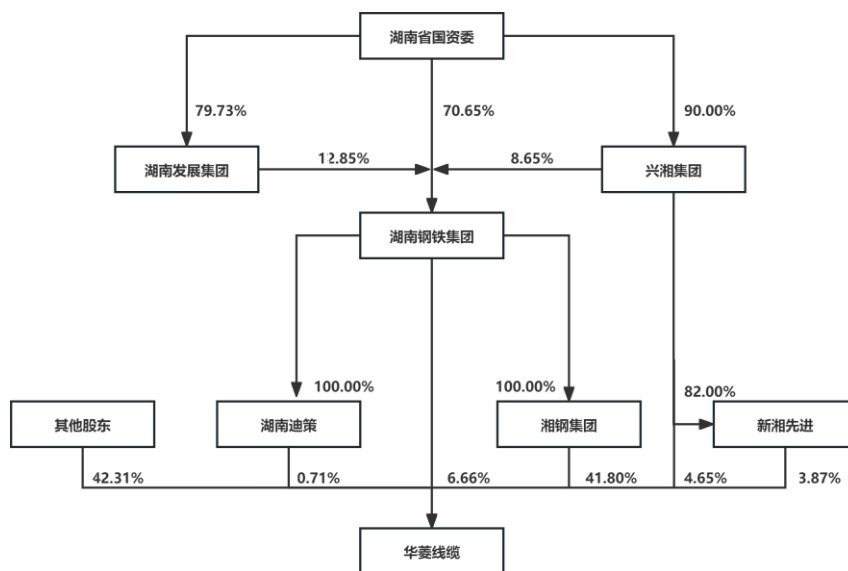 湖南省国资委
79.73%
70.65%
90.00%
湖南发展集团
12.85%
8.65%
兴湘集团
湖南钢铁集团
100.00%
100.00%
82.00%
其他股东
湖南迪策
湘钢集团
新湘先进
42.31%
0.71%
6.66%
41.80%
4.65%
3.87%
华菱线缆